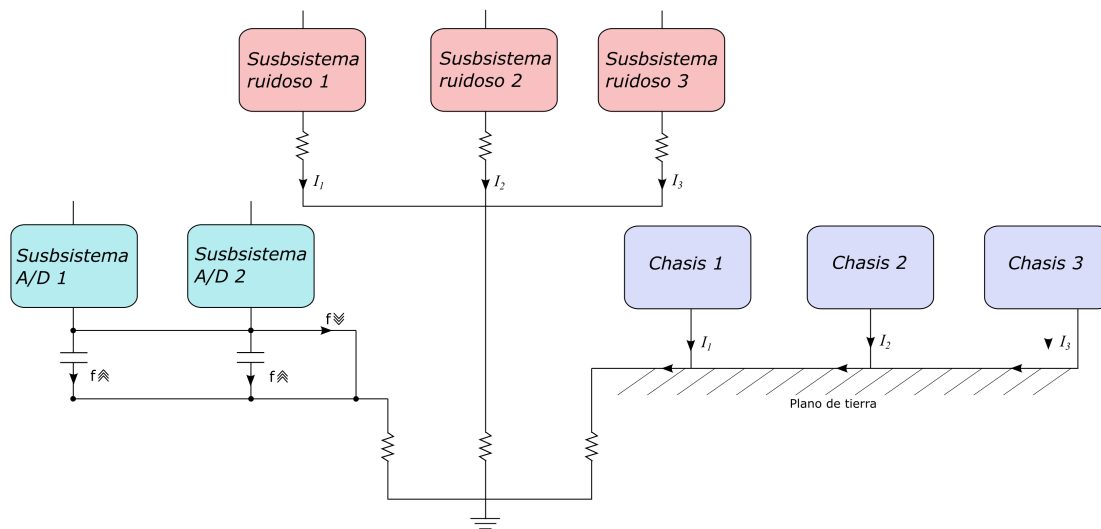 Susbsistema
ruidoso 1
Susbsistema
ruidoso 2
Susbsistema
ruidoso 3
I1
I2
I3
Susbsistema
A/D 1
Susbsistema
A/D 2
Chasis 1
Chasis 2
Chasis 3
f
I1
I2
I3
f
f
Plano de tierra